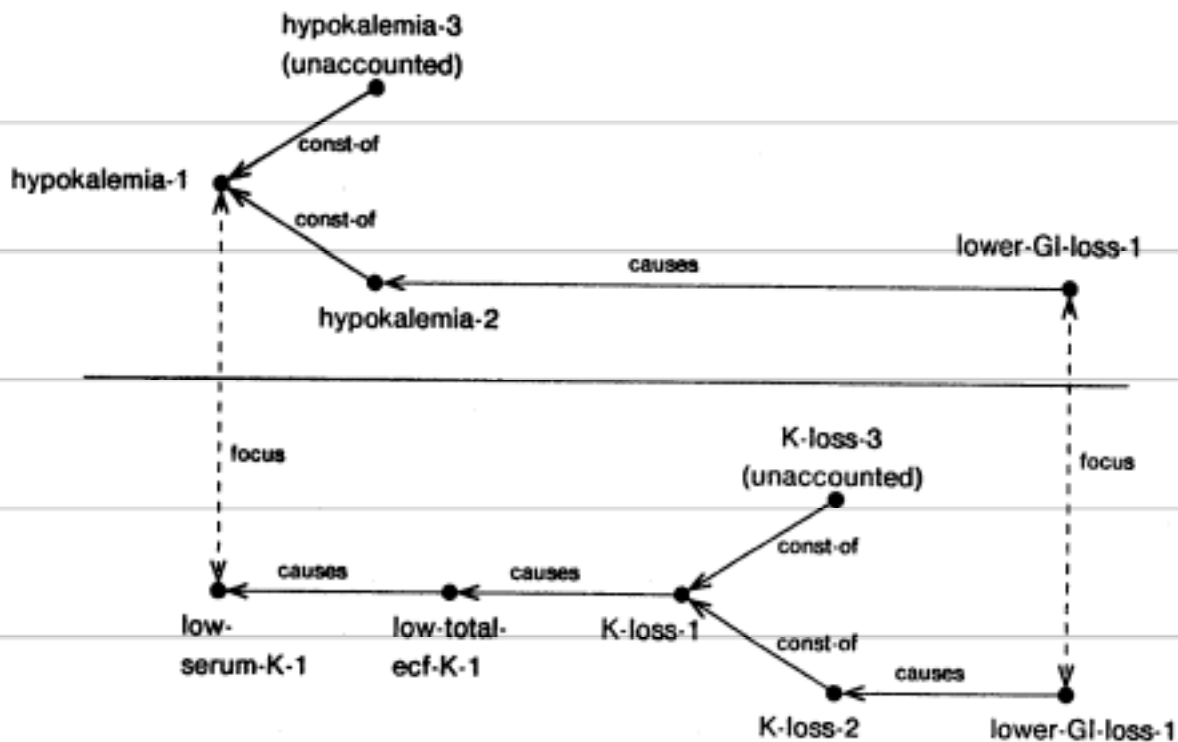 hypokalemia-3
(unaccounted)
const-of
hypokalemia-1
const-of
lower-GI-loss-1
causes
hypokalemia-2
K-loss-3
(unaccounted)
focus
focus
const-of
causes
causes
low-
serum-K-1
low-total-
ecf-K-1
K-loss-1
const-of
causes
K-loss-2
lower-GI-loss-1